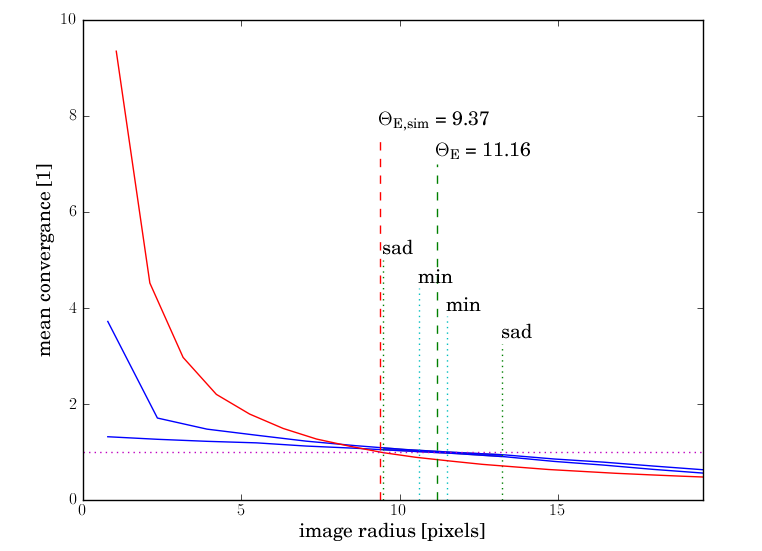 10
8
6
4
2
0
mean convergance [1]
Θ_E,sim = 9.37
Θ_E = 11.16
sad
min
min
sad
0 5 10 15
image radius [pixels]